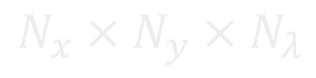 N_x × N_y × N_λ